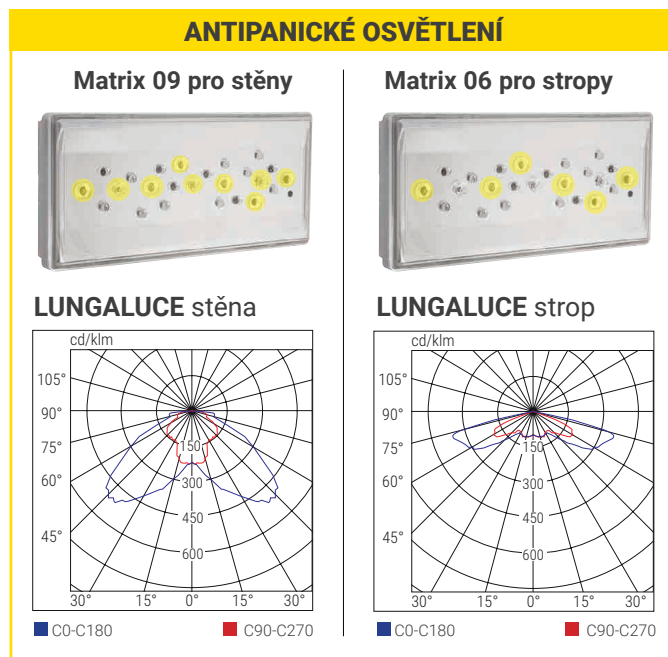 ANTIPANICKÉ OSVĚTLENÍ
Matrix 09 pro stěny
LUNGALUCE stěna
cd/klm
105°
90°
75°
60°
45°
150
300
450
600
30° 15° 0° 15° 30°
C0-C180 C90-C270
Matrix 06 pro stropy
LUNGALUCE strop
cd/klm
105°
90°
75°
60°
45°
150
300
450
600
30° 15° 0° 15° 30°
C0-C180 C90-C270